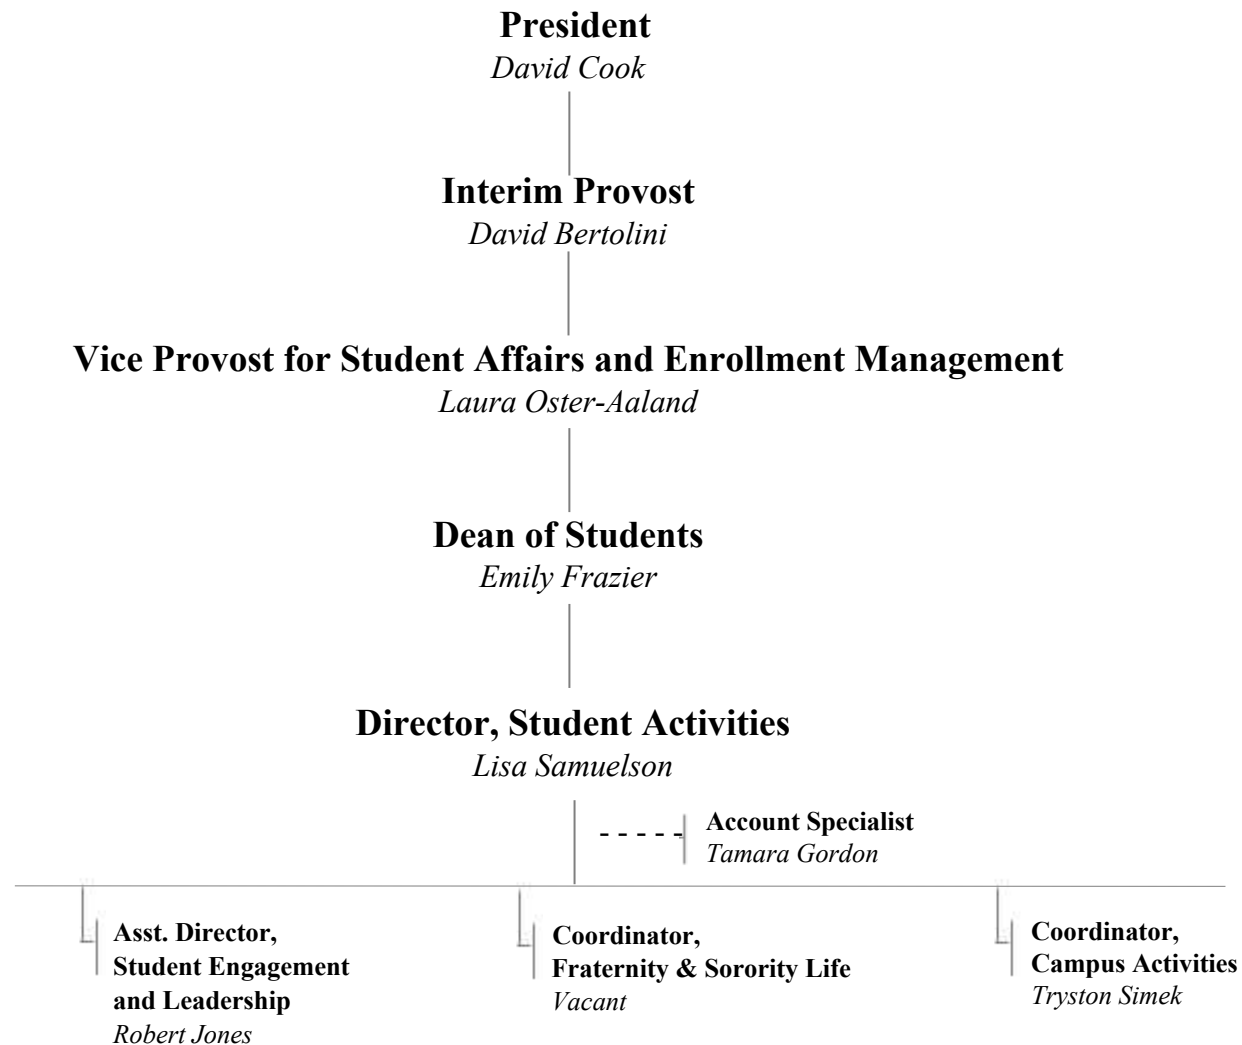 President
David Cook
Interim Provost
David Bertolini
Vice Provost for Student Affairs and Enrollment Management
Laura Oster-Aaland
Dean of Students
Emily Frazier
Director, Student Activities
Lisa Samuelson
Account Specialist
Tamara Gordon
Asst. Director,
Student Engagement
and Leadership
Robert Jones
Coordinator,
Fraternity & Sorority Life
Vacant
Coordinator,
Campus Activities
Tryston Simek